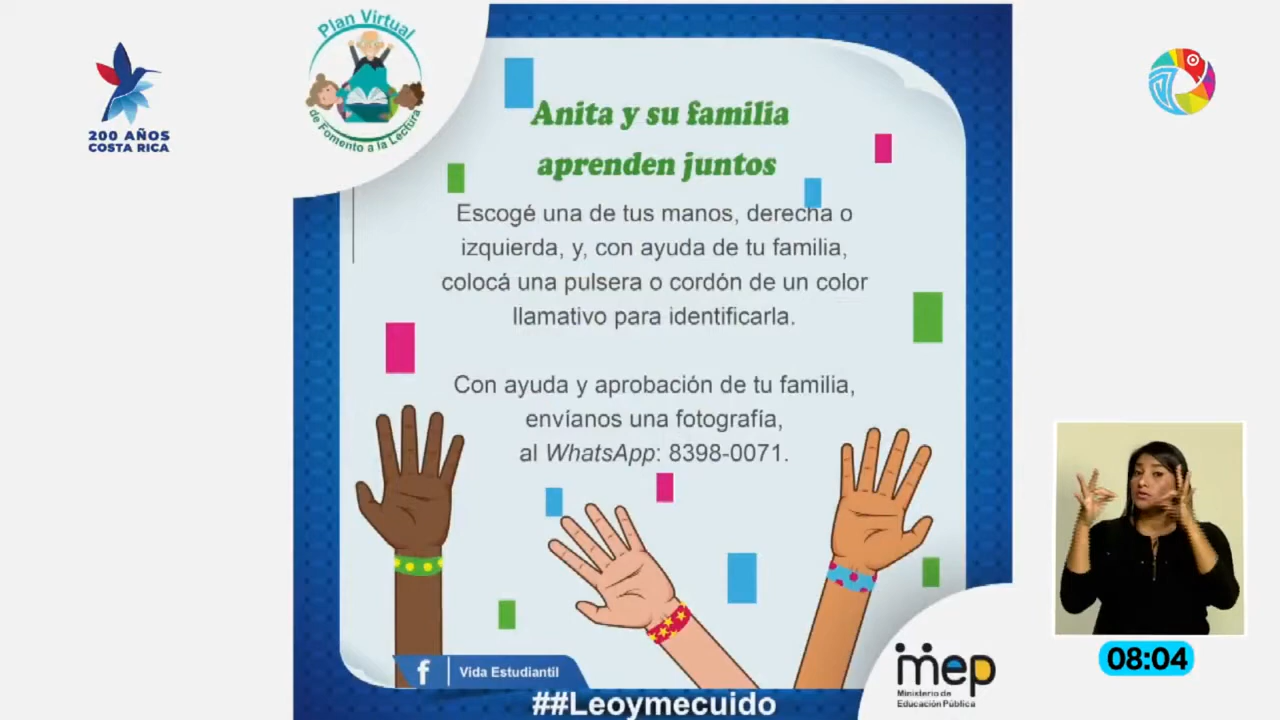 Plan Virtual
de Fomento a la Lectura
200 AÑOS
COSTA RICA
Anita y su familia
aprenden juntos
Escogé una de tus manos, derecha o
izquierda, y, con ayuda de tu familia,
colocá una pulsera o cordón de un color
llamativo para identificarla.
Con ayuda y aprobación de tu familia,
envíanos una fotografía,
al WhatsApp: 8398-0071.
f
Vida Estudiantil
##Leoymecuido
mep
Ministerio de
Educación Pública
08:04